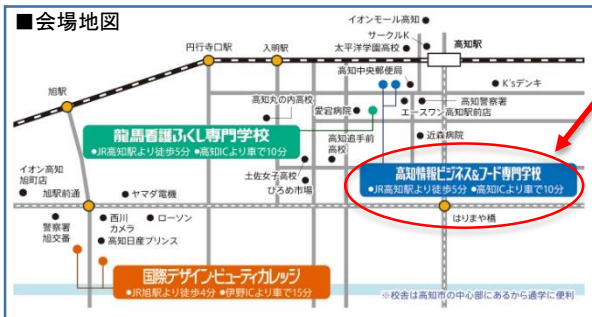 ■会場地図
イオンモール高知
サークルK
円行寺口駅
入明駅
太平洋学園高校
高知駅
高知中央郵便局
旭駅
K'sデンキ
高知丸の内高校
愛宕病院
高知警察署
エースワン高知駅前店
龍馬看護ふくし専門学校
●JR高知駅より徒歩5分 ●高知ICより車で10分
高知追手前
高校
近森病院
土佐女子高校
ひろめ市場
高知情報ビジネス&フード専門学校
●JR高知駅より徒歩5分 ●高知ICより車で10分
イオン高知
旭町店
旭駅前通
ヤマダ電機
はりまや橋
警察署
旭交番
西川
カメラ
ローソン
高知日産プリンス
国際デザイン・ビューティカレッジ
●JR旭駅より徒歩4分 ●伊野ICより車で15分
※校舎は高知市の中心部にあるから通学に便利